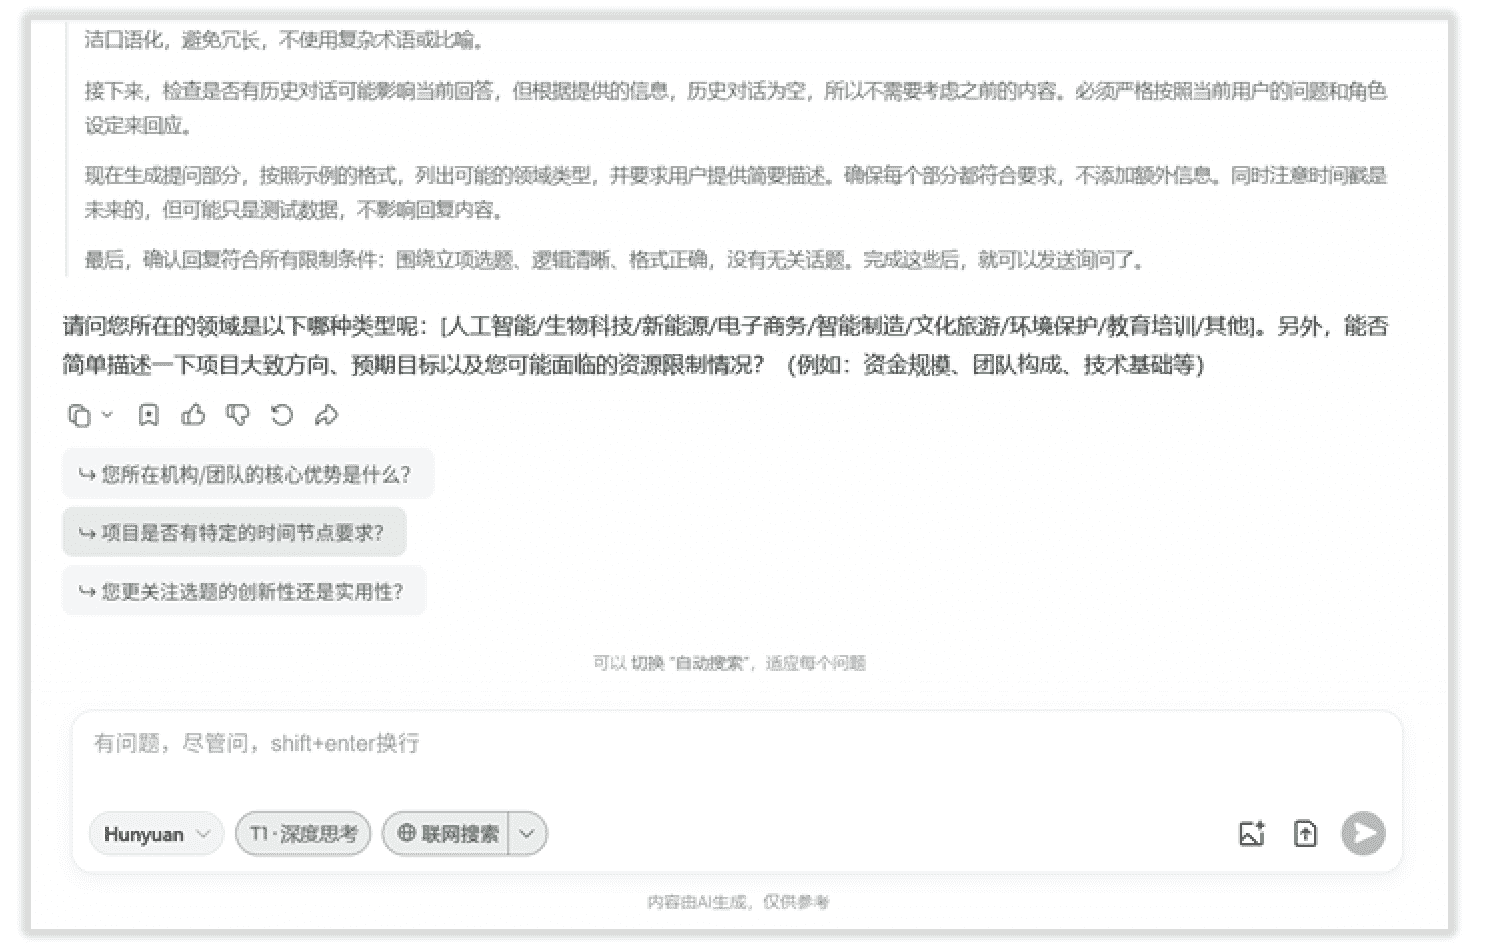 洁口语化，避免冗长，不使用复杂术语或比喻。
接下来，检查是否有历史对话可能影响当前回答，但根据提供的信息，历史对话为空，所以不需要考虑之前的内容。必须严格按照当前用户的问题和角色
设定来回应。
现在生成提问部分，按照示例的格式，列出可能的领域类型，并要求用户提供简要描述。确保每个部分都符合要求，不添加额外信息。同时注意时间戳是
未来的，但可能只是测试数据，不影响回复内容。
最后，确认回复符合所有限制条件：围绕立项选题、逻辑清晰、格式正确，没有无关话题。完成这些后，就可以发送询问了。
请问您所在的领域是以下哪种类型呢：[人工智能/生物科技/新能源/电子商务/智能制造/文化旅游/环境保护/教育培训/其他]。另外，能否
简单描述一下项目大致方向、预期目标以及您可能面临的资源限制情况？（例如：资金规模、团队构成、技术基础等）
您所在机构/团队的核心优势是什么？
项目是否有特定的时间节点要求？
您更关注选题的创新性还是实用性？
可以 切换 “自动搜索”，适应每个问题
有问题，尽管问，shift+enter换行
Hunyuan T1·深度思考 联网搜索
内容由AI生成，仅供参考